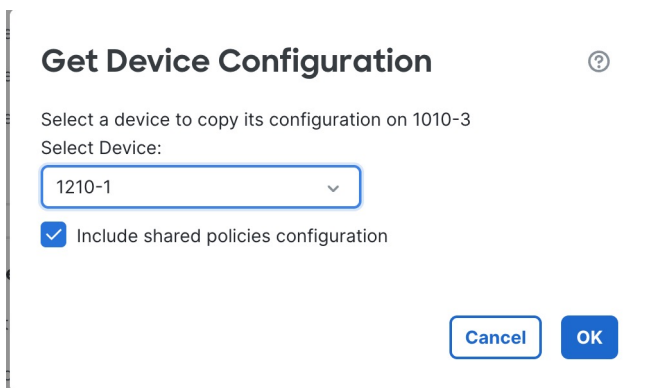 Get Device Configuration
?
Select a device to copy its configuration on 1010-3
Select Device:
1210-1
Include shared policies configuration
Cancel
OK